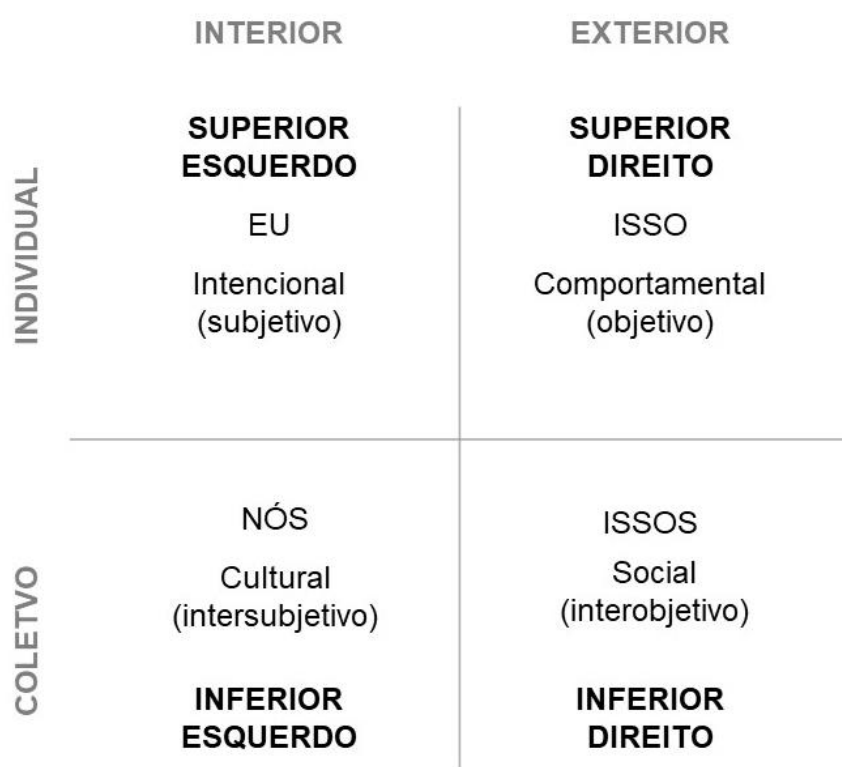 INTERIOR
EXTERIOR
INDIVIDUAL
SUPERIOR
ESQUERDO
EU
Intencional
(subjetivo)
SUPERIOR
DIREITO
ISSO
Comportamental
(objetivo)
COLETVO
NÓS
Cultural
(intersubjetivo)
INFERIOR
ESQUERDO
ISSOS
Social
(interobjetivo)
INFERIOR
DIREITO